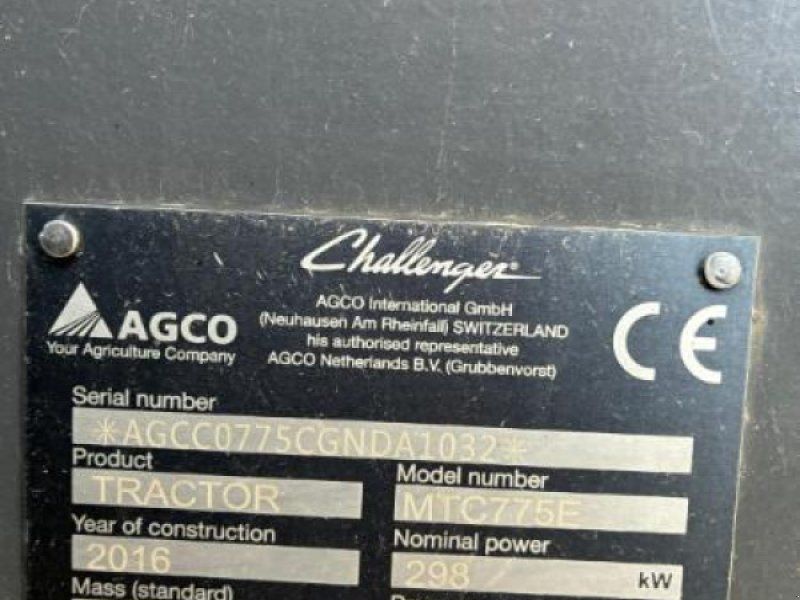 Challenger
AGCO International GmbH
(Neuhausen Am Rheinfall) SWITZERLAND
his authorised representative
AGCO Netherlands B.V. (Grubbenvorst)
AGCO
Your Agriculture Company
CE
Serial number
*AGCC0775CGNDA1032*
Product
Model number
TRACTOR
MTC775E
Year of construction
Nominal power
2016
298 kW
Mass (standard)